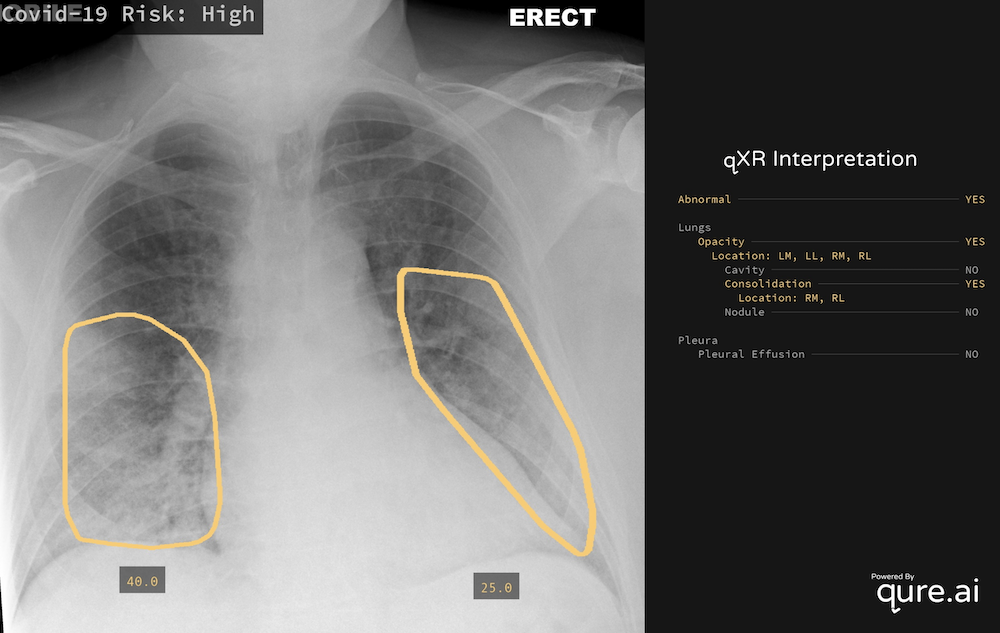 Covid-19 Risk: High
ERECT
40.0
25.0
qXR Interpretation
Abnormal YES
Lungs
Opacity YES
Location: LM, LL, RM, RL
Cavity NO
Consolidation YES
Location: RM, RL
Nodule NO
Pleura
Pleural Effusion NO
Powered By
qure.ai